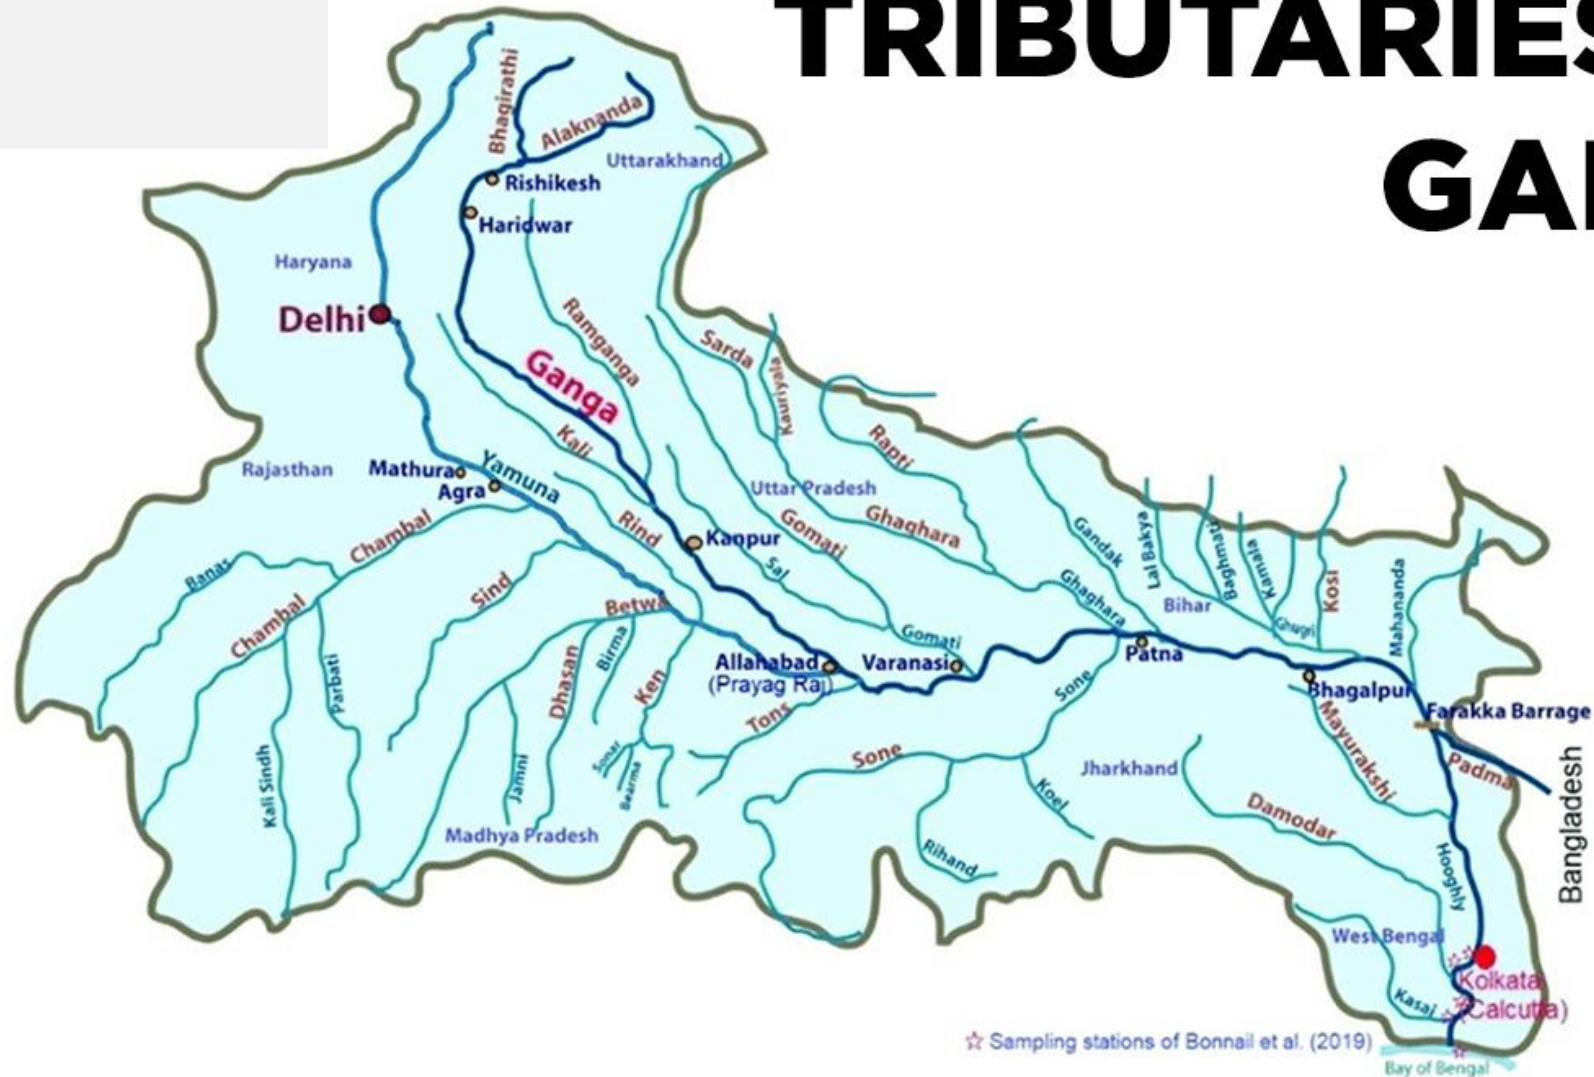 TRIBUTARIES
GAN
Bhagirathi
Alaknanda
Uttarakhand
Rishikesh
Haridwar
Haryana
Delhi
Ramganga
Sarda
Kauriyala
Ganga
Kali
Rapti
Rajasthan
Mathura
Yamuna
Agra
Uttar Pradesh
Chambal
Rind
Kanpur
Gomati
Ghaghara
Gandak
Lal Bakya
Baghmati
Kamala
Kosi
Mahananda
Banas
Sind
Sal
Ghaghara
Bihar
Chambal
Betwa
Gomati
Ghugri
Parbati
Dhasan
Birma
Ken
Allahabad
(Prayag Raj)
Varanasi
Patna
Sone
Bhagalpur
Farakka Barrage
Tons
Mayurakshi
Kali Sindh
Jamni
Sonar
Bearma
Sone
Koel
Jharkhand
Padma
Bangladesh
Madhya Pradesh
Rihand
Damodar
Hooghly
West Bengal
Kolkata
(Calcutta)
Kasai
☆ Sampling stations of Bonnail et al. (2019)
Bay of Bengal